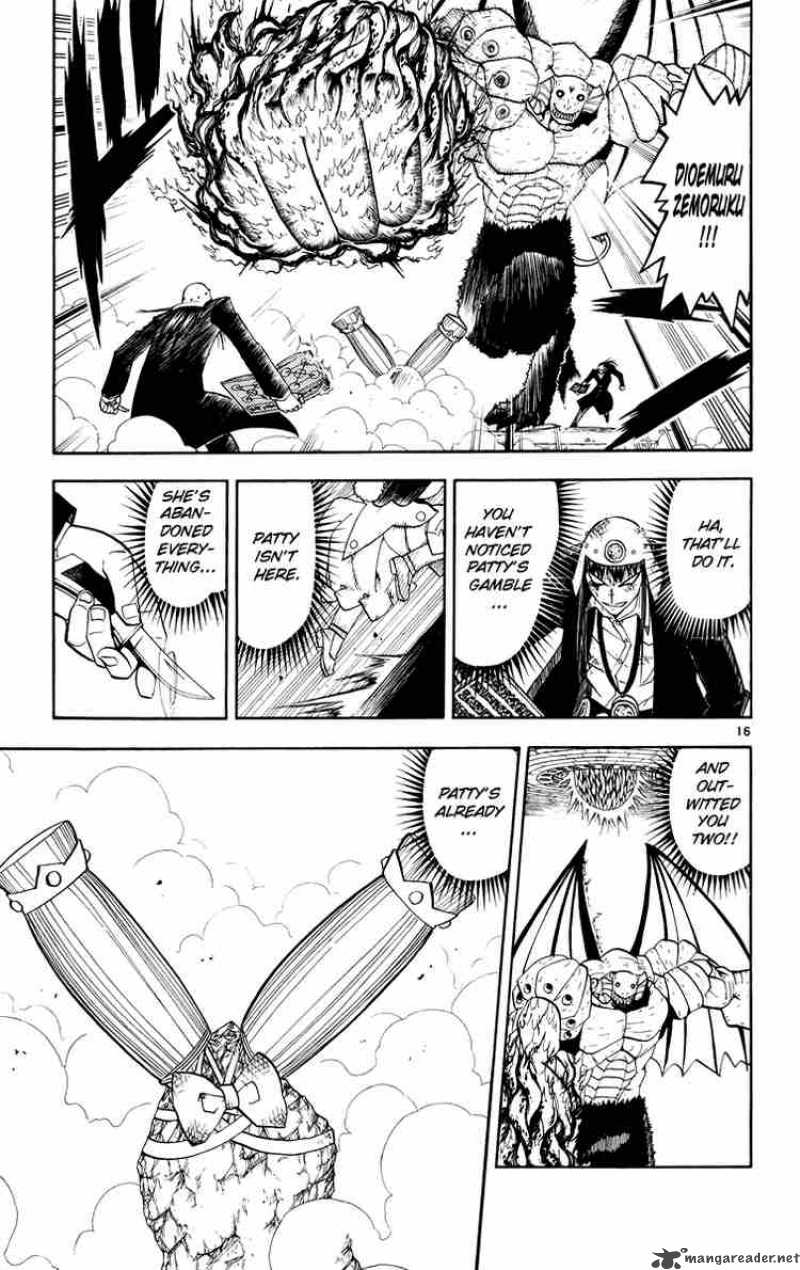 DIOEMURU
ZEMORUKU
!!!
HA,
THAT'LL
DO IT.
YOU
HAVEN'T
NOTICED
PATTY'S
GAMBLE
...
PATTY
ISN'T
HERE.
SHE'S
ABAN-
DONED
EVERY-
THING...
16
AND
OUT-
WITTED
YOU
TWO!!
PATTY'S
ALREADY
...
mangareader.net